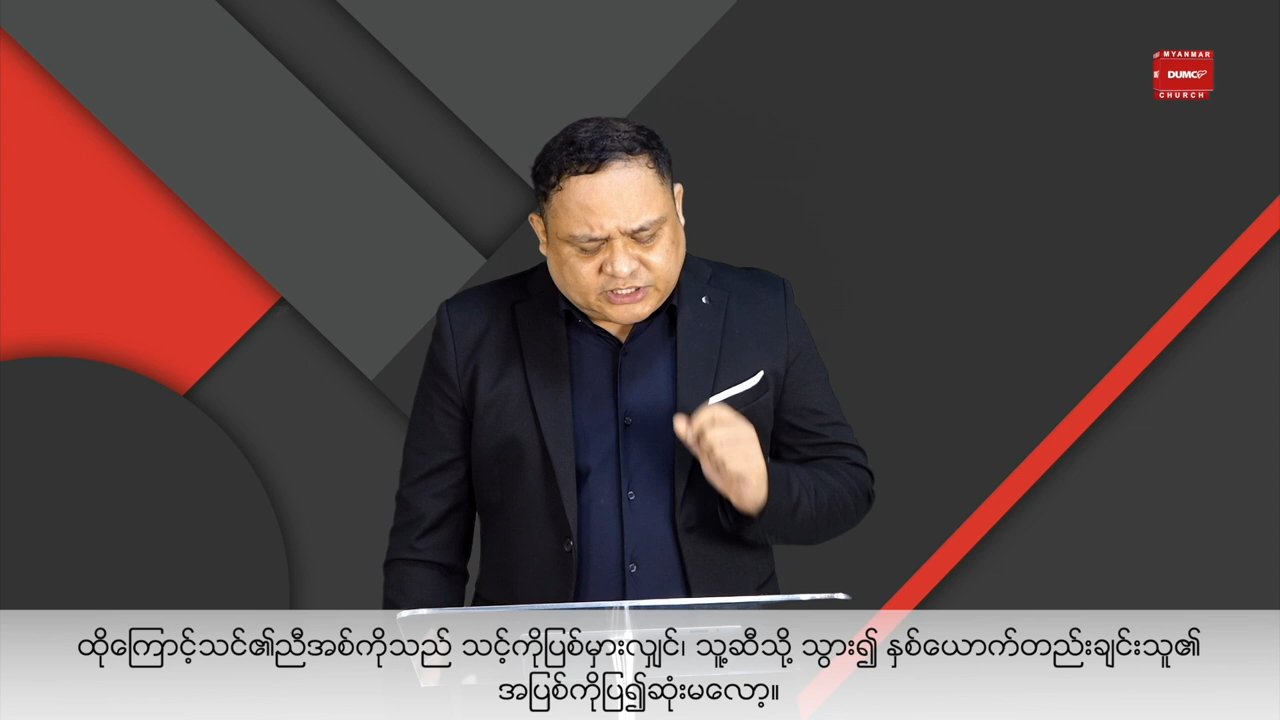 MYANMAR
DUMC
CHURCH
ထိုကြောင့်သင်၏ညီအစ်ကိုသည် သင့်ကိုပြစ်မှားလျှင်၊ သူ့ဆီသို့ သွား၍ နှစ်ယောက်တည်းချင်းသူ၏
အပြစ်ကိုပြ၍ဆုံးမလော့။